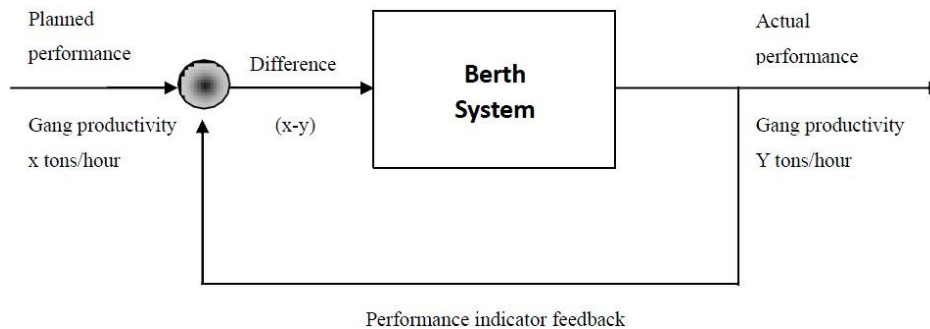 Planned
performance
Gang productivity
x tons/hour
Difference
(x-y)
Berth
System
Actual
performance
Gang productivity
Y tons/hour
Performance indicator feedback